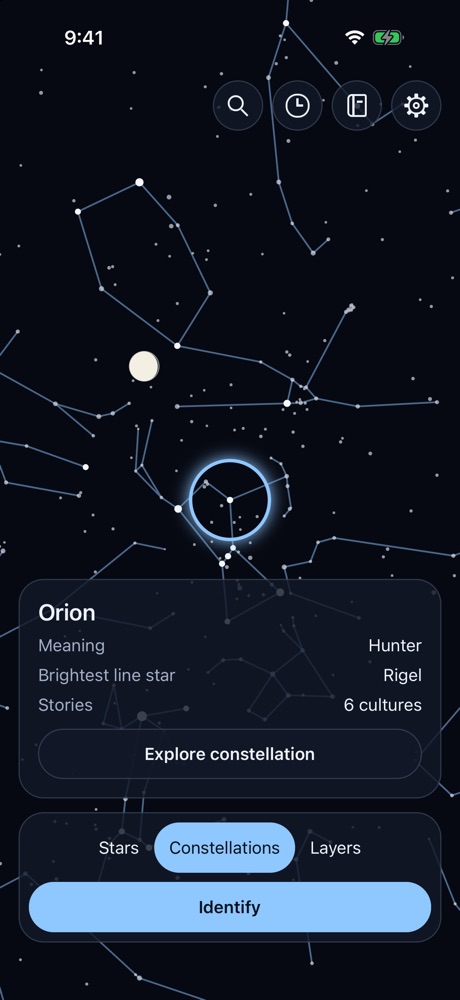 9:41
Orion
Meaning Hunter
Brightest line star Rigel
Stories 6 cultures
Explore constellation
Stars Constellations Layers
Identify